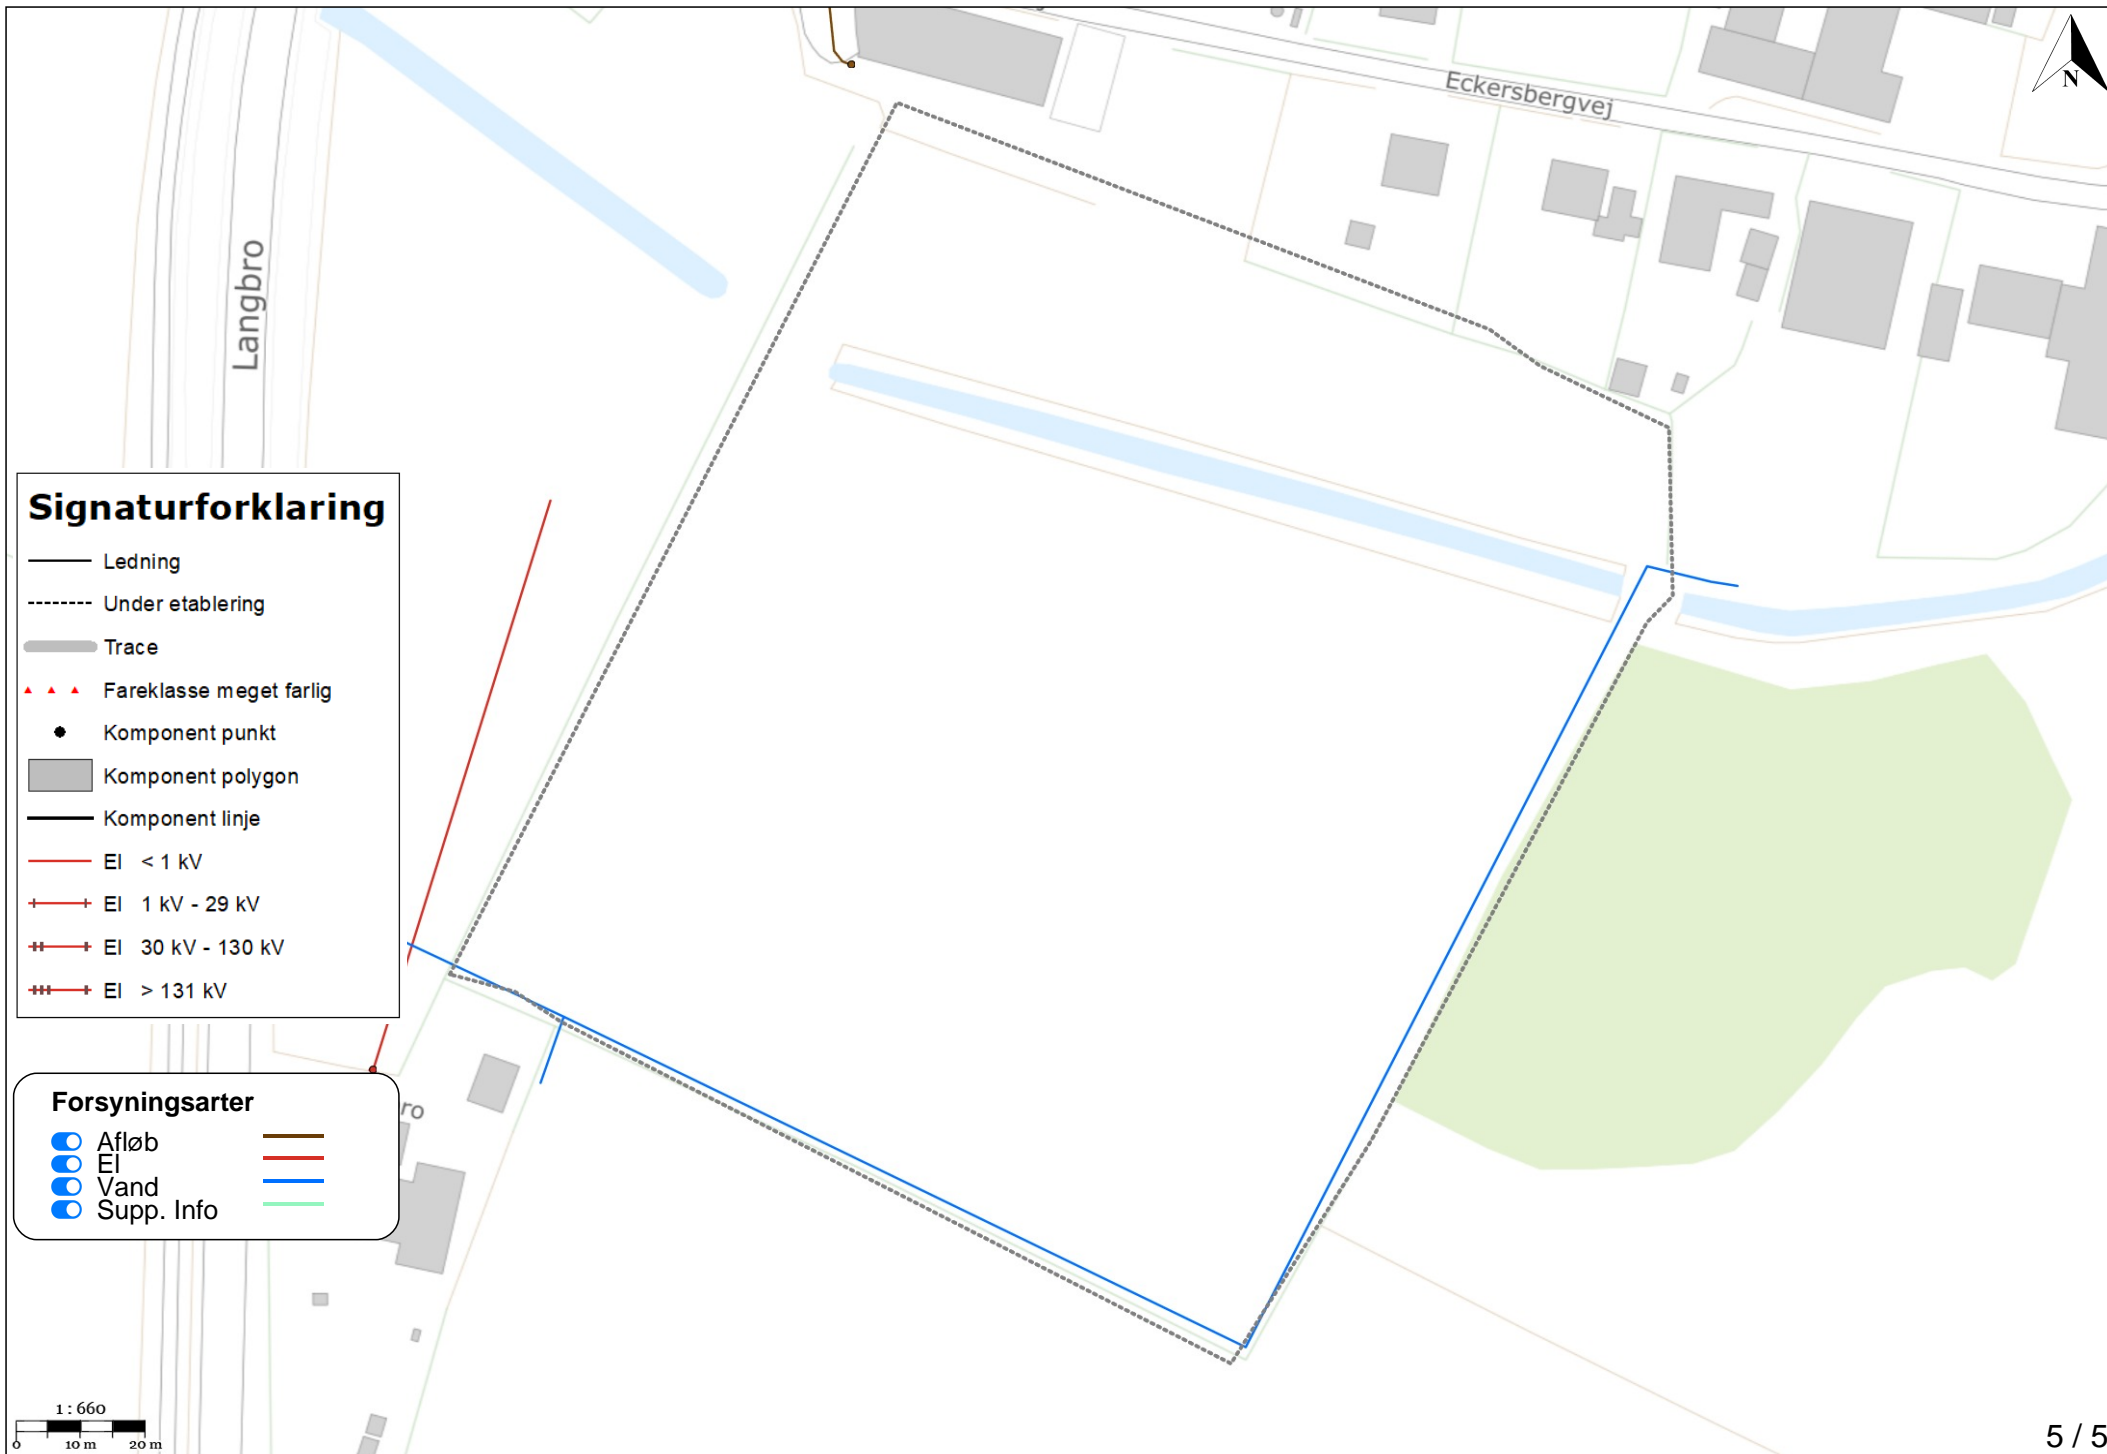 Eckersbergvej
N
Langbro
Signaturforklaring
Ledning
Under etablering
Trace
Fareklasse meget farlig
Komponent punkt
Komponent polygon
Komponent linje
El < 1 kV
El 1 kV - 29 kV
El 30 kV - 130 kV
El > 131 kV
ro
Forsyningsarter
Afløb
El
Vand
Supp. Info
1 : 660
0 10 m 20 m
5 / 5